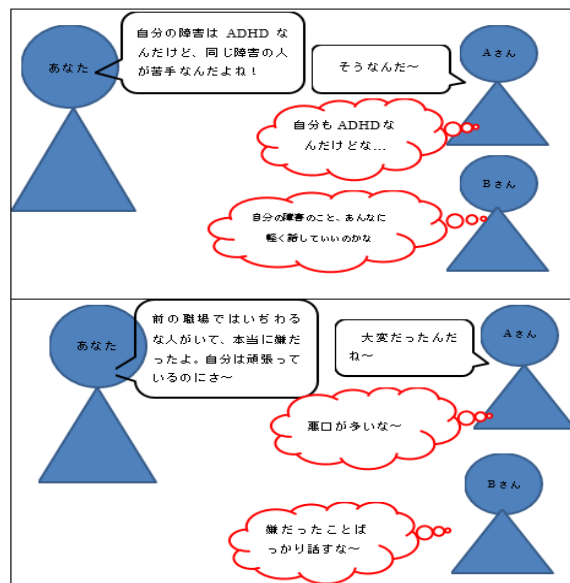 あなた
自分の障害は ADHD な
んだけど、同じ障害の人
が苦手なんだよね！
そうなんだ～
Aさん
自分も ADHD な
んだけどな…
Bさん
自分の障害のこと、あんなに
軽く話していいのかな
あなた
前の職場ではいぢわる
な人がいて、本当に嫌
だったよ。自分は頑張って
いるのにさ～
大変だったんだ
ね～
Aさん
悪口が多いな～
Bさん
嫌だったことば
っかり話すな～